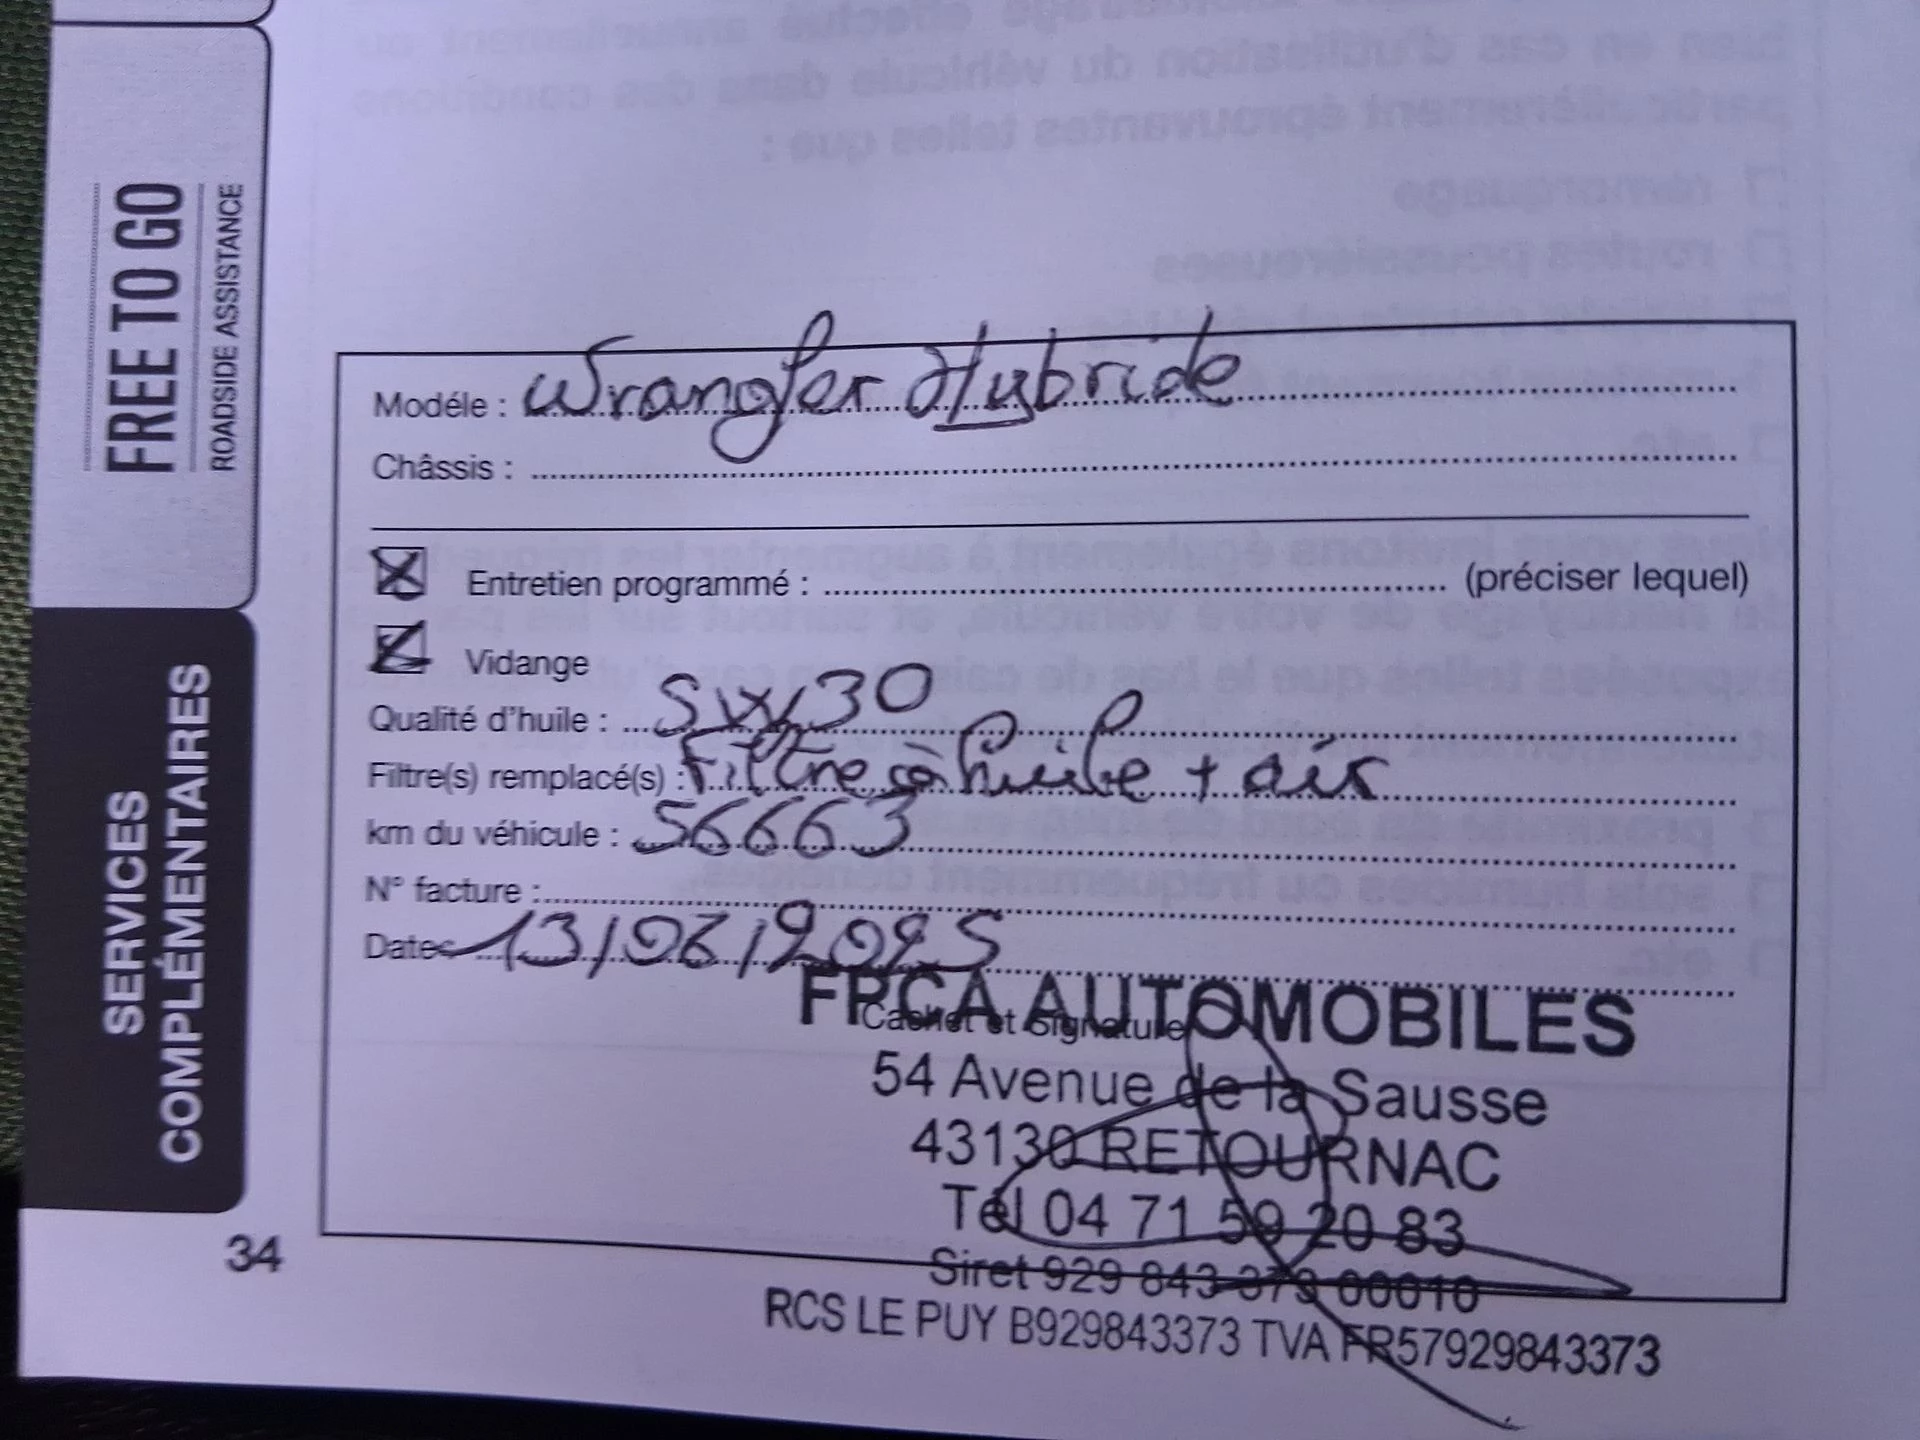 FREE TO GO
ROADSIDE ASSISTANCE
SERVICES
COMPLÉMENTAIRES
Modéle : Wrangler Hybride
Châssis :
Entretien programmé : (préciser lequel)
Vidange
Qualité d'huile : 5W30
Filtre(s) remplacé(s) : Filtre à huile + air
km du véhicule : 56663
N° facture :
Date 13/06/2025
FRCA AUTOMOBILES
Cachet et Signature
54 Avenue de la Sausse
43130 RETOURNAC
Tél 04 71 59 20 83
Siret 929 843 373 00010
RCS LE PUY B929843373 TVA FR57929843373
34